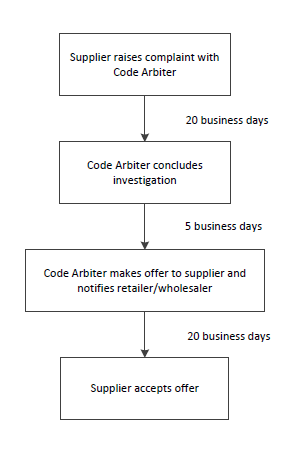 Supplier raises complaint with
Code Arbiter
20 business days
Code Arbiter concludes
investigation
5 business days
Code Arbiter makes offer to supplier and
notifies retailer/wholesaler
20 business days
Supplier accepts offer